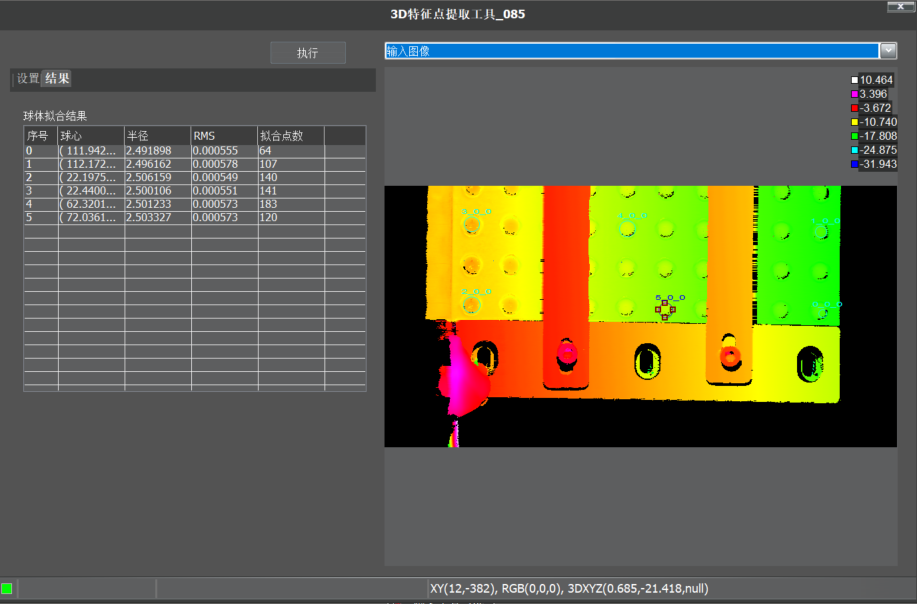 3D特征点提取工具_085
执行
输入图像
设置 结果
球体拟合结果
序号 球心 半径 RMS 拟合点数
0 ( 111.942... 2.491898 0.000555 64
1 ( 112.172... 2.496162 0.000578 107
2 ( 22.1975... 2.506159 0.000549 140
3 ( 22.4400... 2.500106 0.000551 141
4 ( 62.3201... 2.501233 0.000573 183
5 ( 72.0361... 2.503327 0.000573 120
10.464
3.396
-3.672
-10.740
-17.808
-24.875
-31.943
XY(12,-382), RGB(0,0,0), 3DXYZ(0.685,-21.418,null)